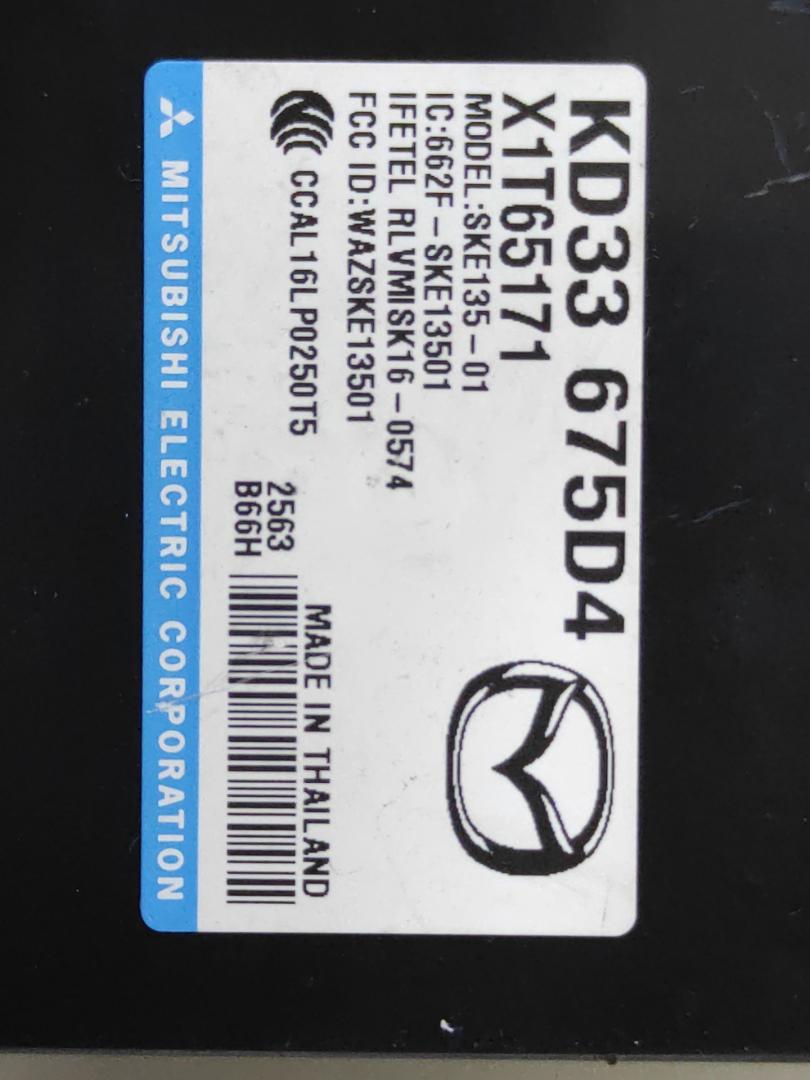 KD33 675D4
X1T65171
MODEL:SKE135-01
IC:662F-SKE13501
IFETEL RLVMISK16-0574
FCC ID:WAZSKE13501
CCAL16LP0250T5
MADE IN THAILAND
2563
B66H
MITSUBISHI ELECTRIC CORPORATION